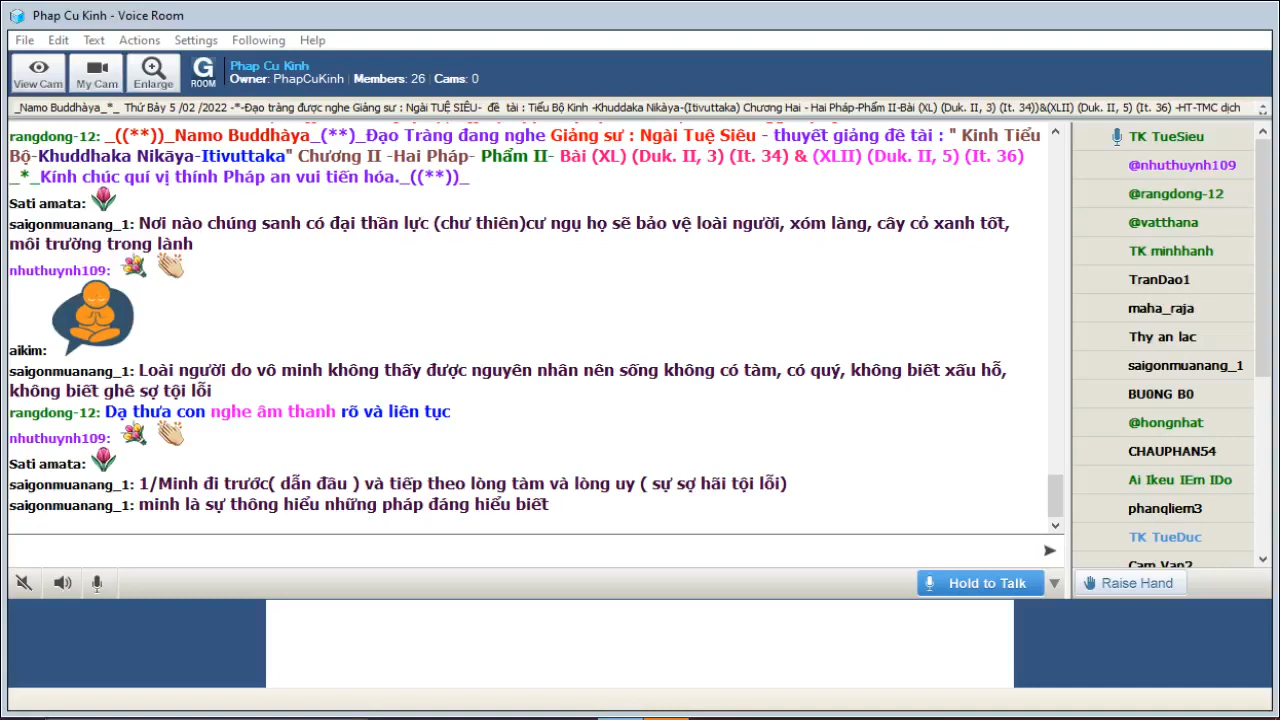 Phap Cu Kinh - Voice Room
File Edit Text Actions Settings Following Help
View Cam My Cam Enlarge G ROOM
Phap Cu Kinh
Owner: PhapCuKinh Members: 26 Cams: 0
_Namo Buddhàya_*_ Thứ Bảy 5 /02 /2022 -*-Đạo tràng được nghe Giảng sư : Ngài TUỆ SIÊU- đề tài : Tiểu Bộ Kinh -Khuddaka Nikàya-(Itivuttaka) Chương Hai - Hai Pháp-Phẩm II-Bài (XL) (Duk. II, 3) (It. 34))&(XLII) (Duk. II, 5) (It. 36) -HT-TMC dịch
rangdong-12: _((**))_Namo Buddhàya_(**)_Đạo Tràng đang nghe Giảng sư : Ngài Tuệ Siêu - thuyết giảng đề tài : " Kinh Tiểu
Bộ-Khuddhaka Nikāya-Itivuttaka" Chương II -Hai Pháp- Phẩm II- Bài (XL) (Duk. II, 3) (It. 34) & (XLII) (Duk. II, 5) (It. 36)
_*_Kính chúc quí vị thính Pháp an vui tiến hóa._((**))_
Sati amata:
saigonmuanang_1: Nơi nào chúng sanh có đại thần lực (chư thiên)cư ngụ họ sẽ bảo vệ loài người, xóm làng, cây cỏ xanh tốt,
môi trường trong lành
nhuthuynh109:
aikim:
saigonmuanang_1: Loài người do vô minh không thấy được nguyên nhân nên sống không có tàm, có quý, không biết xấu hỗ,
không biết ghê sợ tội lỗi
rangdong-12: Dạ thưa con nghe âm thanh rõ và liên tục
nhuthuynh109:
Sati amata:
saigonmuanang_1: 1/Minh đi trước( dẫn đầu ) và tiếp theo lòng tàm và lòng uy ( sự sợ hãi tội lỗi)
saigonmuanang_1: minh là sự thông hiểu những pháp đáng hiểu biết
Hold to Talk
TK TueSieu
@nhuthuynh109
@rangdong-12
@vatthana
TK minhhanh
TranDao1
maha_raja
Thy an lac
saigonmuanang_1
BU0NG B0
@hongnhat
CHAUPHAN54
Ai Ikeu IEm IDo
phangliem3
TK TueDuc
Cam Van2
Raise Hand